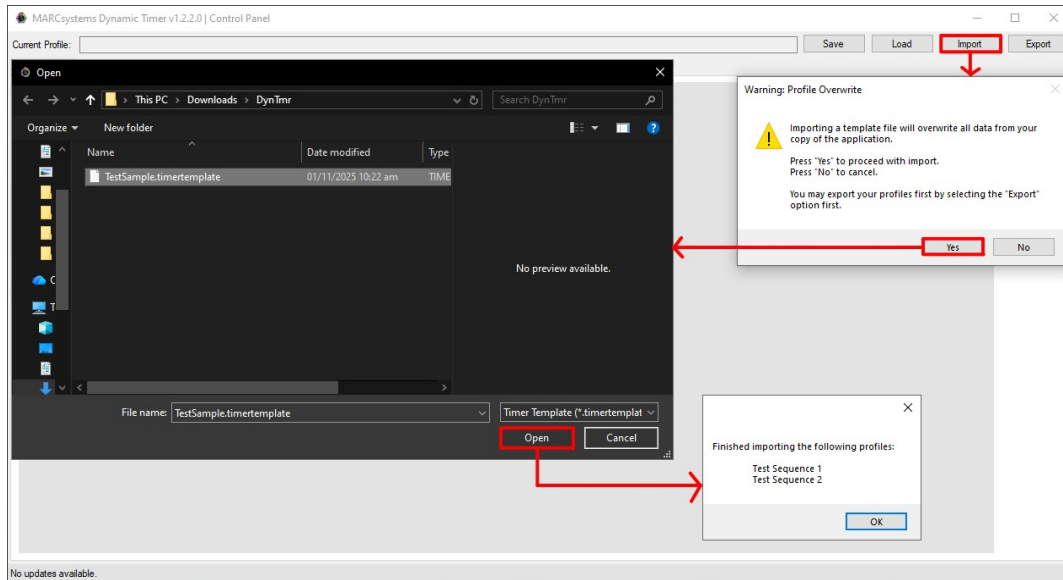 MARCsystems Dynamic Timer v1.2.2.0 | Control Panel
Current Profile:
Save
Load
Import
Export
Open
This PC > Downloads > DynTmr
Search DynTmr
Organize
New folder
Name
Date modified
Type
TestSample.timertemplate
01/11/2025 10:22 am
TIME
C
T
No preview available.
File name:
TestSample.timertemplate
Timer Template (*.timertemplat
Open
Cancel
Warning: Profile Overwrite
Importing a template file will overwrite all data from your
copy of the application.
Press "Yes" to proceed with import.
Press "No" to cancel.
You may export your profiles first by selecting the "Export"
option first.
Yes
No
Finished importing the following profiles:
Test Sequence 1
Test Sequence 2
OK
No updates available.